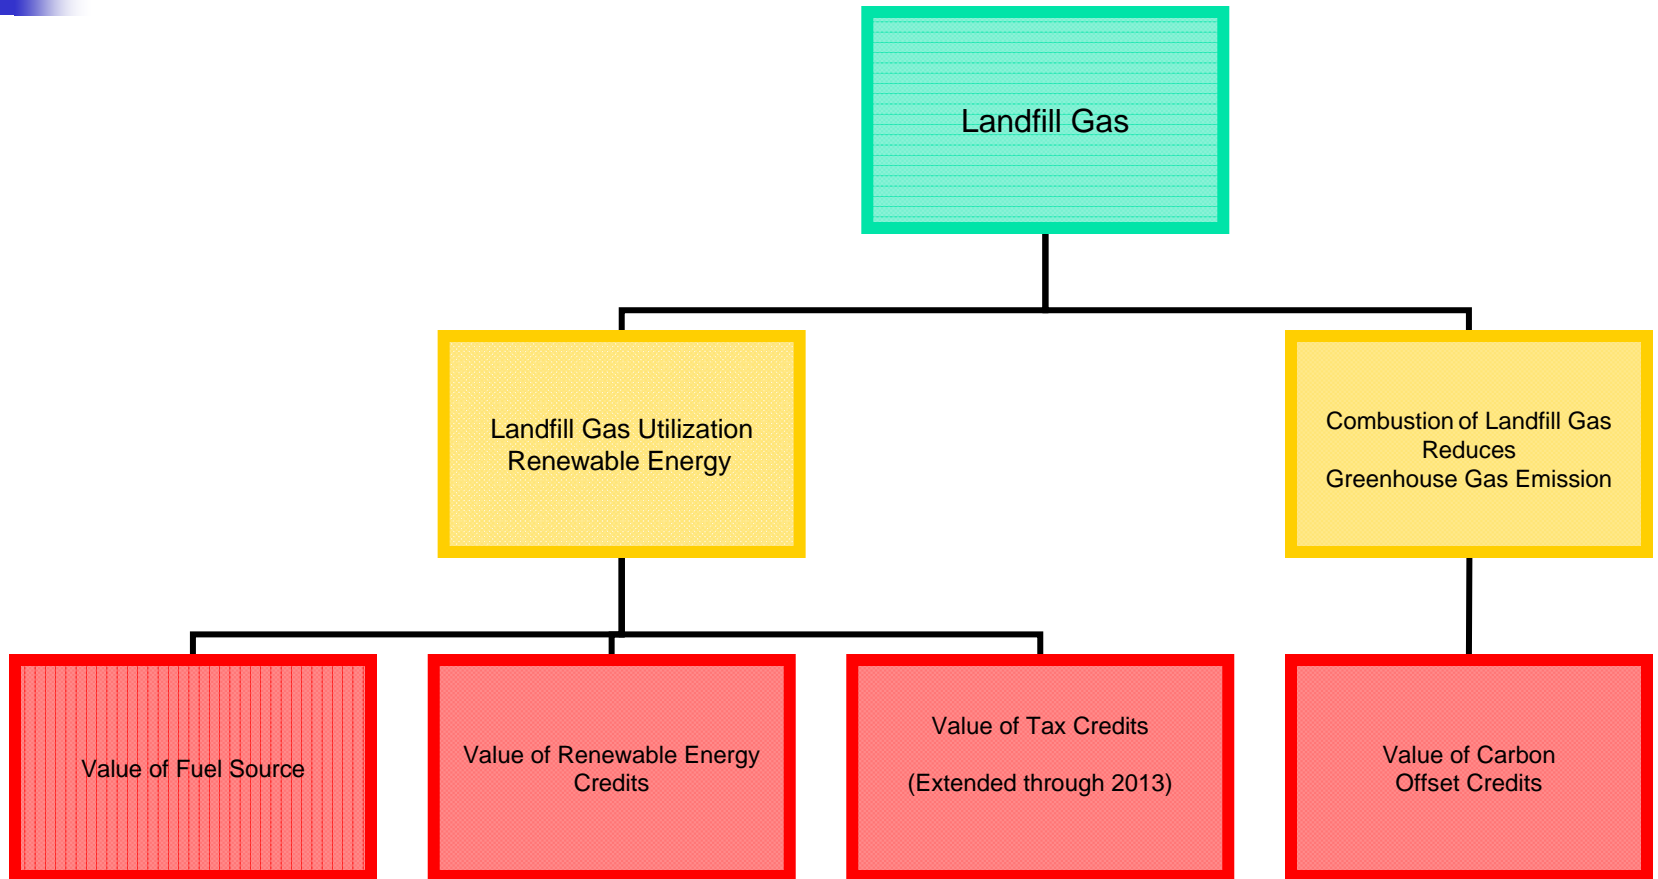 Landfill Gas
Landfill Gas Utilization
Renewable Energy
Combustion of Landfill Gas
Reduces
Greenhouse Gas Emission
Value of Fuel Source
Value of Renewable Energy
Credits
Value of Tax Credits
(Extended through 2013)
Value of Carbon
Offset Credits